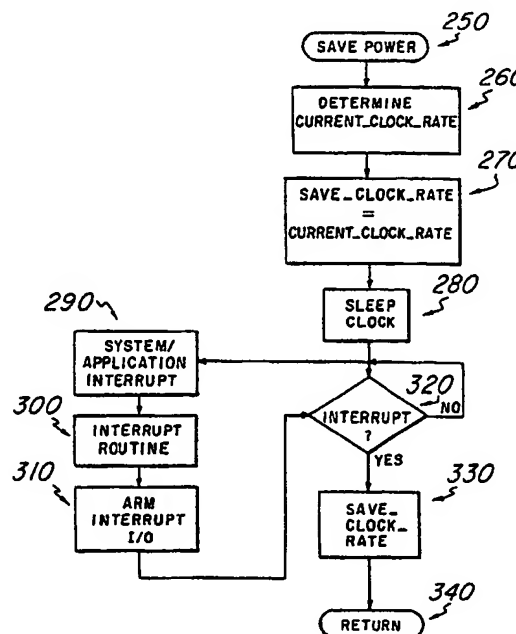 SAVE POWER
250
DETERMINE
CURRENT_CLOCK_RATE
260
SAVE_CLOCK_RATE
=
CURRENT_CLOCK_RATE
270
SLEEP
CLOCK
280
290
SYSTEM/
APPLICATION
INTERRUPT
300
INTERRUPT
ROUTINE
310
ARM
INTERRUPT
I/O
320
INTERRUPT
?
NO
YES
330
SAVE_
CLOCK_
RATE
340
RETURN